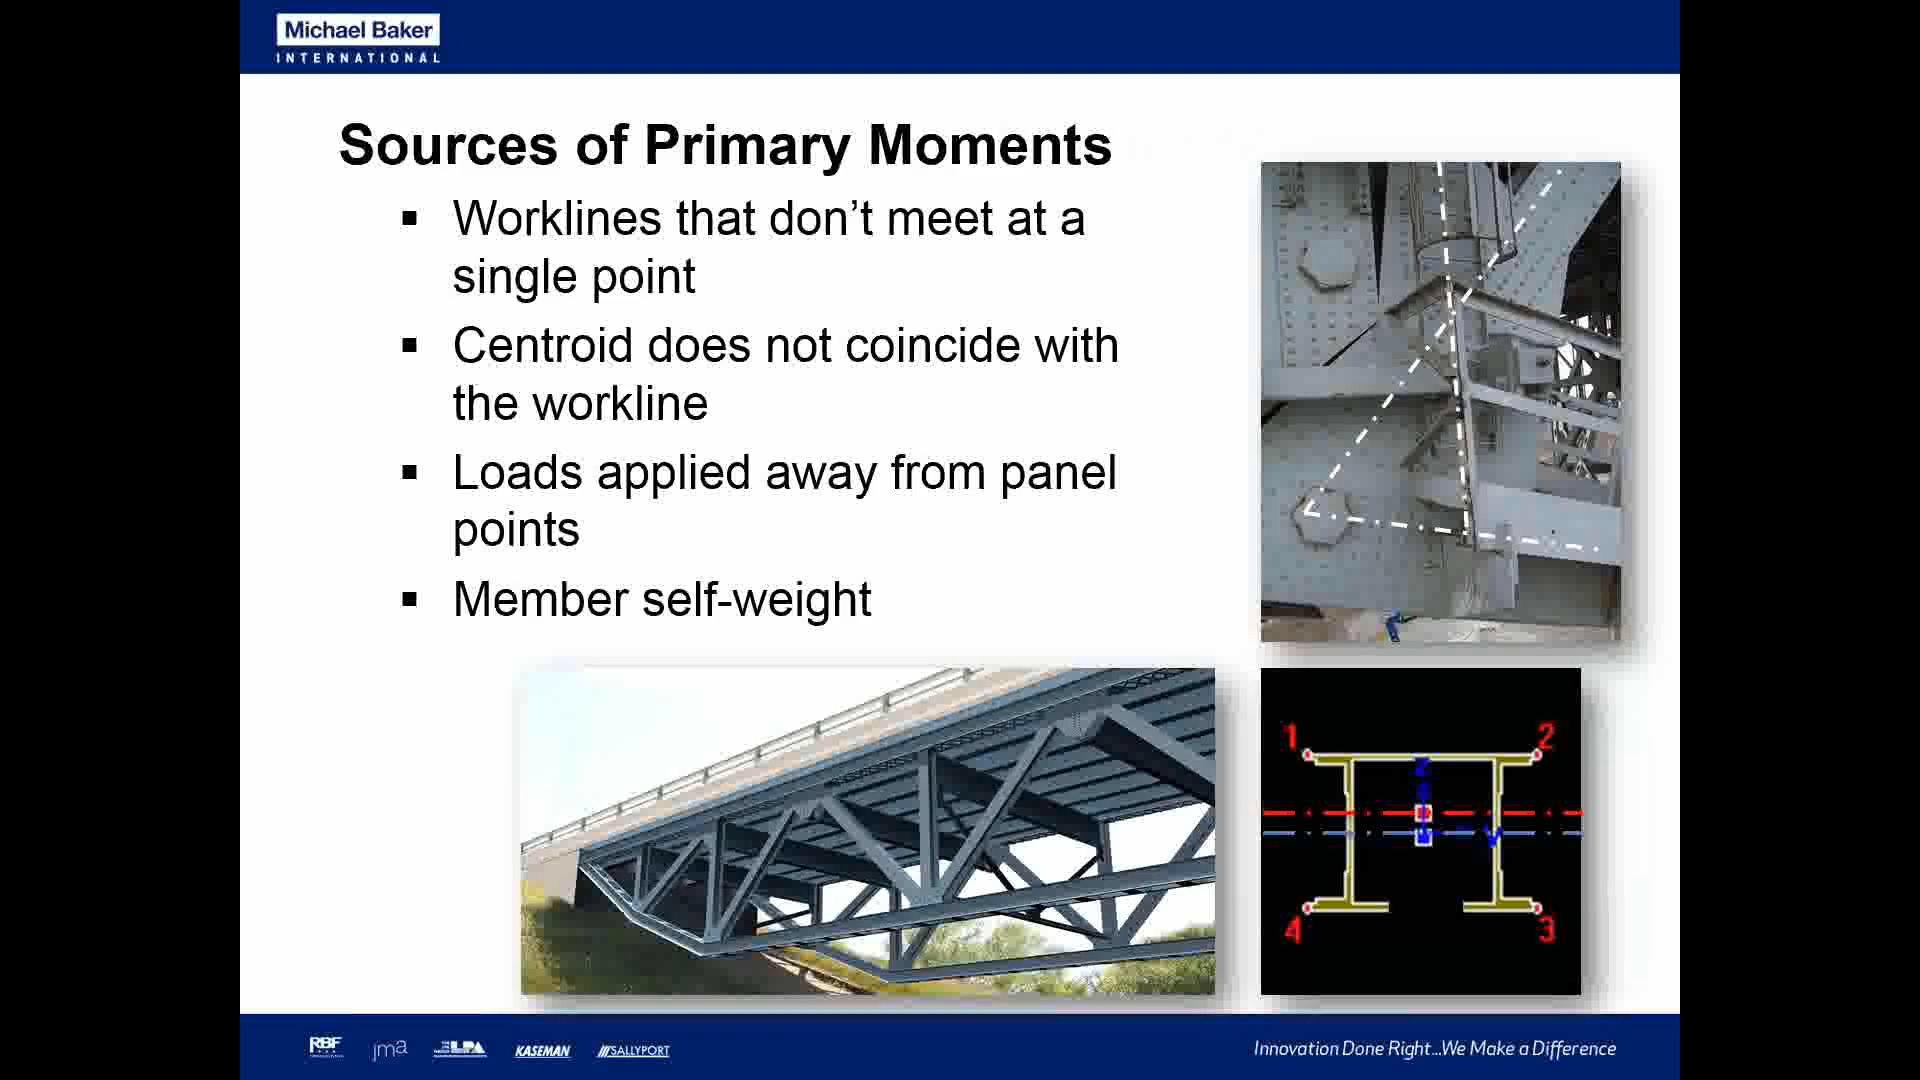 Michael Baker
INTERNATIONAL
Sources of Primary Moments
▪ Worklines that don’t meet at a
single point
▪ Centroid does not coincide with
the workline
▪ Loads applied away from panel
points
▪ Member self-weight
1
2
Z
Y
4
3
RBF
jma
LPA
KASEMAN
SALLYPORT
Innovation Done Right...We Make a Difference